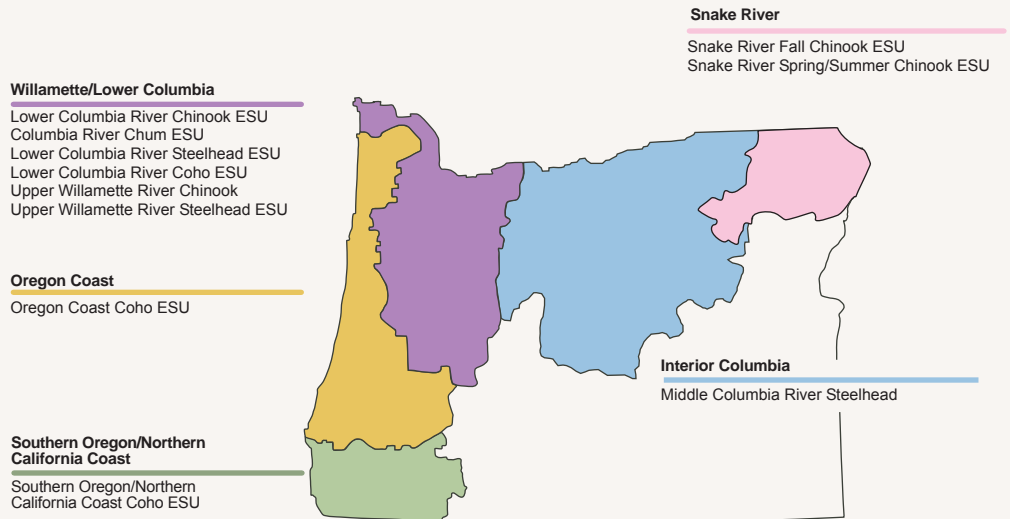 Snake River
Snake River Fall Chinook ESU
Snake River Spring/Summer Chinook ESU
Willamette/Lower Columbia
Lower Columbia River Chinook ESU
Columbia River Chum ESU
Lower Columbia River Steelhead ESU
Lower Columbia River Coho ESU
Upper Willamette River Chinook
Upper Willamette River Steelhead ESU
Oregon Coast
Oregon Coast Coho ESU
Interior Columbia
Middle Columbia River Steelhead
Southern Oregon/Northern
California Coast
Southern Oregon/Northern
California Coast Coho ESU